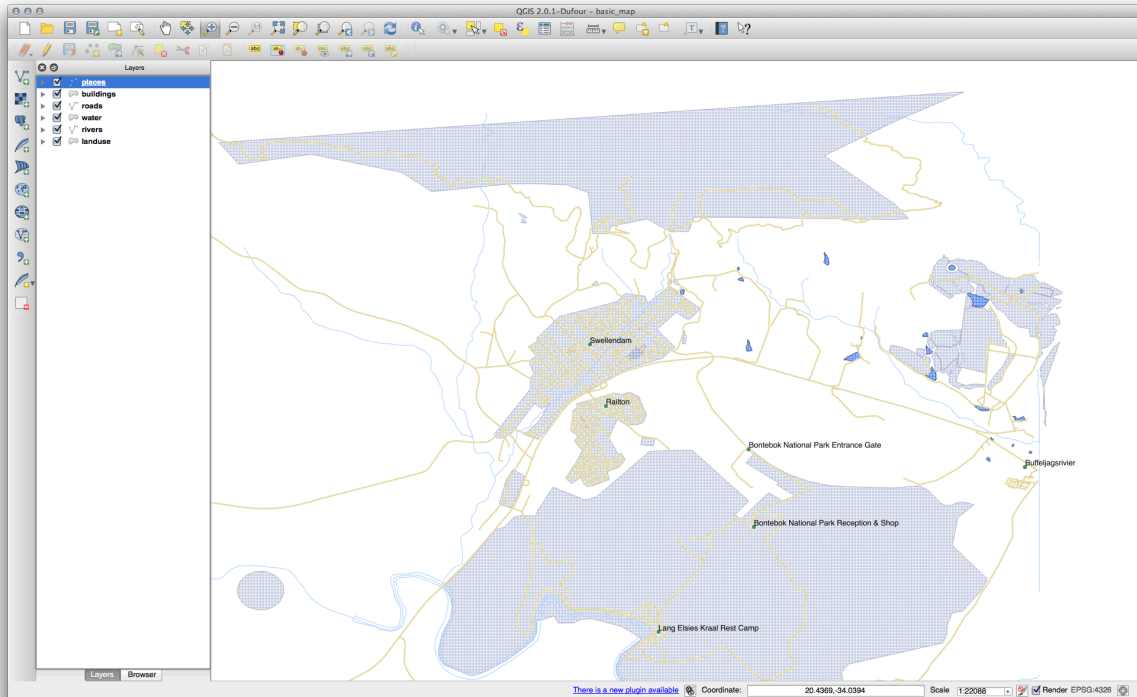 QGIS 2.0.1-Dufour – basic_map
Layers
places
buildings
roads
water
rivers
landuse
Swellendam
Railton
Bontebok National Park Entrance Gate
Buffeljagsrivier
Bontebok National Park Reception & Shop
Lang Elsies Kraal Rest Camp
Layers
Browser
There is a new plugin available
Coordinate:
20.4369,-34.0394
Scale
1:22088
Render
EPSG:4326